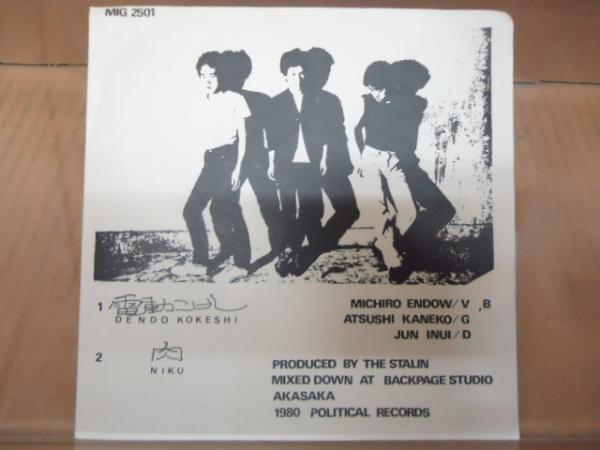 MIG 2501
1 電動こけし
DENDO KOKESHI
2 肉
NIKU
MICHIRO ENDOW/V ,B
ATSUSHI KANEKO/G
JUN INUI/D
PRODUCED BY THE STALIN
MIXED DOWN AT BACKPAGE STUDIO
AKASAKA
1980 POLITICAL RECORDS